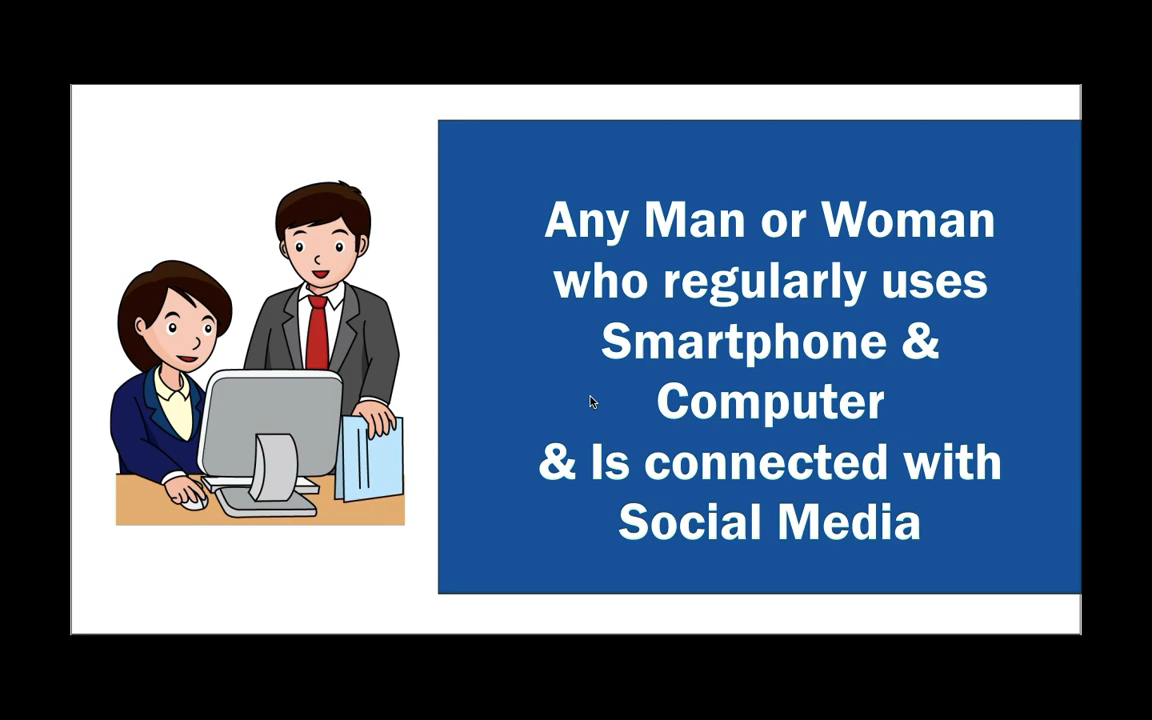 Any Man or Woman
who regularly uses
Smartphone &
Computer
& Is connected with
Social Media